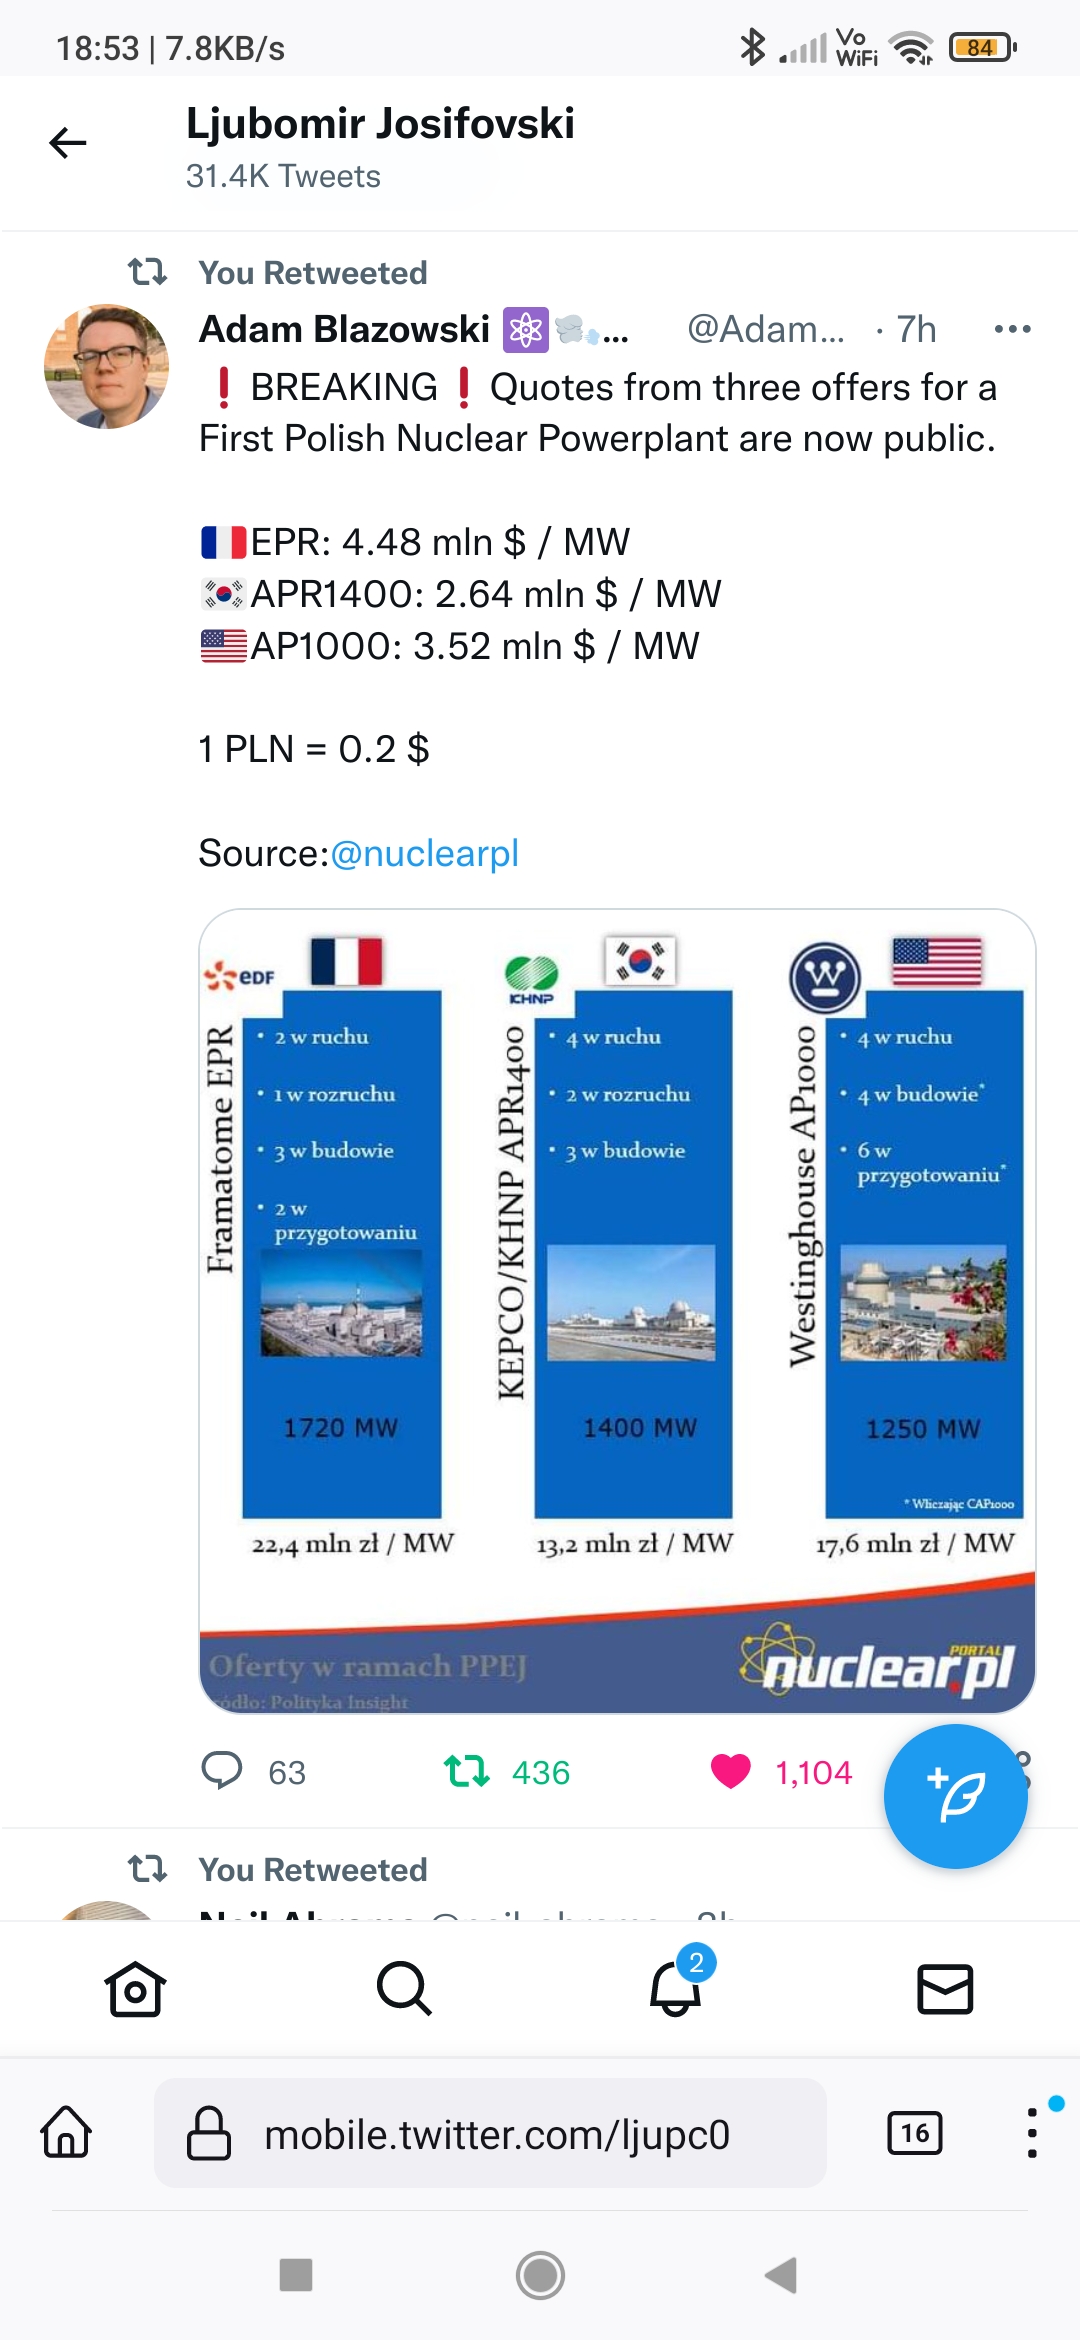 18:53 | 7.8KB/s
Vo
WiFi
84
Ljubomir Josifovski
31.4K Tweets
You Retweeted
Adam Blazowski ⚛️🌬️... @Adam... · 7h
❗ BREAKING ❗ Quotes from three offers for a
First Polish Nuclear Powerplant are now public.
🇫🇷EPR: 4.48 mln $ / MW
🇰🇷APR1400: 2.64 mln $ / MW
🇺🇸AP1000: 3.52 mln $ / MW
1 PLN = 0.2 $
Source:@nuclearpl
eDF
Framatome EPR
• 2 w ruchu
• 1 w rozruchu
• 3 w budowie
• 2 w
przygotowaniu
1720 MW
22,4 mln zł / MW
KHNP
KEPCO/KHNP APR1400
• 4 w ruchu
• 2 w rozruchu
• 3 w budowie
1400 MW
13,2 mln zł / MW
W
Westinghouse AP1000
• 4 w ruchu
• 4 w budowie*
• 6 w
przygotowaniu*
1250 MW
* Wliczając CAP1000
17,6 mln zł / MW
Oferty w ramach PPEJ
źródło: Polityka Insight
PORTAL
nuclear.pl
63
436
1,104
You Retweeted
Neil Abrams @neil_abrams · 8h
2
mobile.twitter.com/ljupc0
16